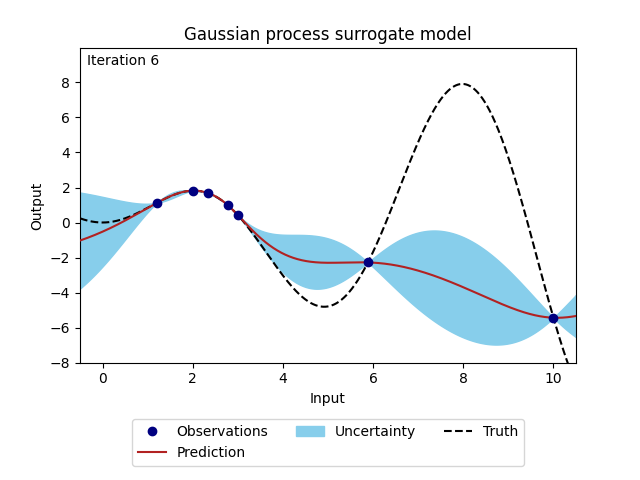 Gaussian process surrogate model
Iteration 6
8
6
4
2
0
−2
−4
−6
−8
Output
0 2 4 6 8 10
Input
Observations Uncertainty Truth
Prediction